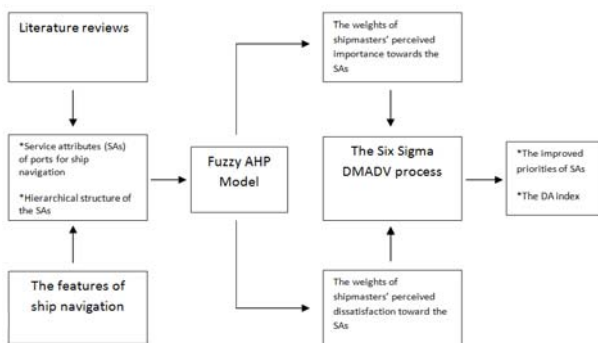 Literature reviews
*Service attributes (SAs)
of ports for ship
navigation
*Hierarchical structure of
the SAs
The features of
ship navigation
Fuzzy AHP
Model
The weights of
shipmasters' perceived
importance towards the
SAs
The Six Sigma
DMADV process
The weights of
shipmasters' perceived
dissatisfaction toward the
SAs
*The improved
priorities of SAs
*The DA index